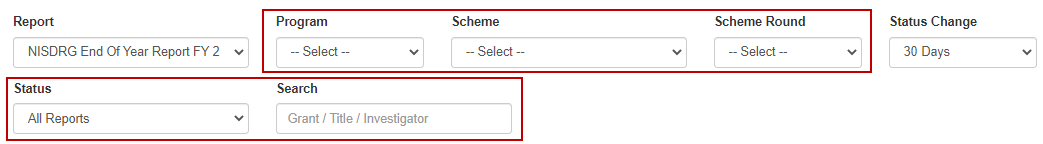 Report Program Scheme Scheme Round Status Change
NISDRG End Of Year Report FY 2 -- Select -- -- Select -- -- Select -- 30 Days
Status Search
All Reports Grant / Title / Investigator